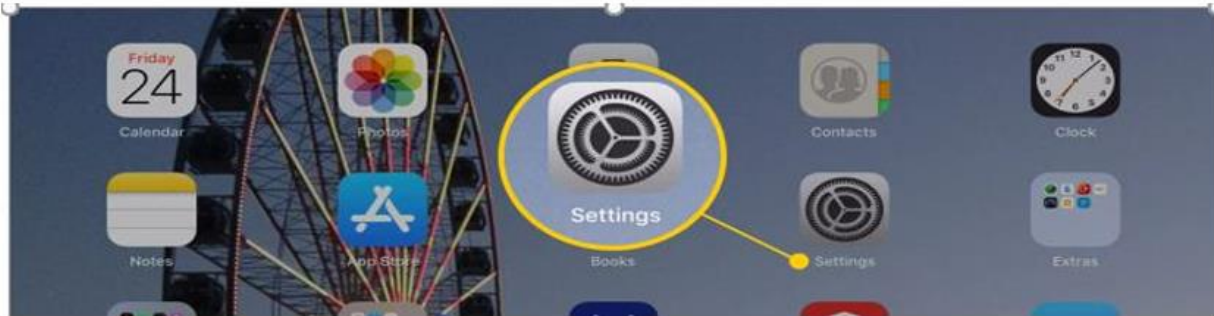 Friday
24
Calendar
Photos
Contacts
Clock
Settings
Notes
App Store
Books
Settings
Extras